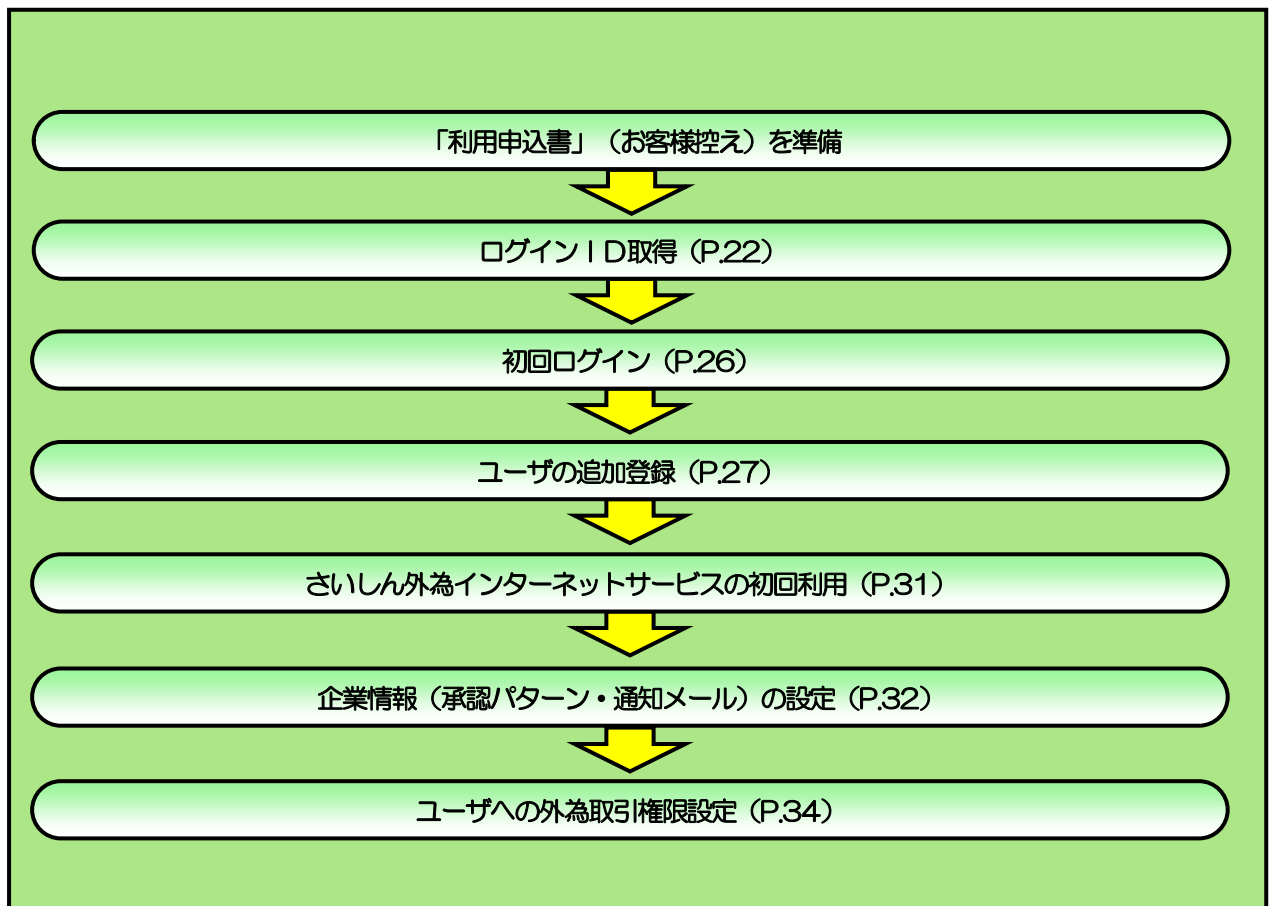 「利用申込書」（お客様控え）を準備
ログインＩＤ取得（P.22）
初回ログイン（P.26）
ユーザの追加登録（P.27）
さいしん外為インターネットサービスの初回利用（P.31）
企業情報（承認パターン・通知メール）の設定（P.32）
ユーザへの外為取引権限設定（P.34）